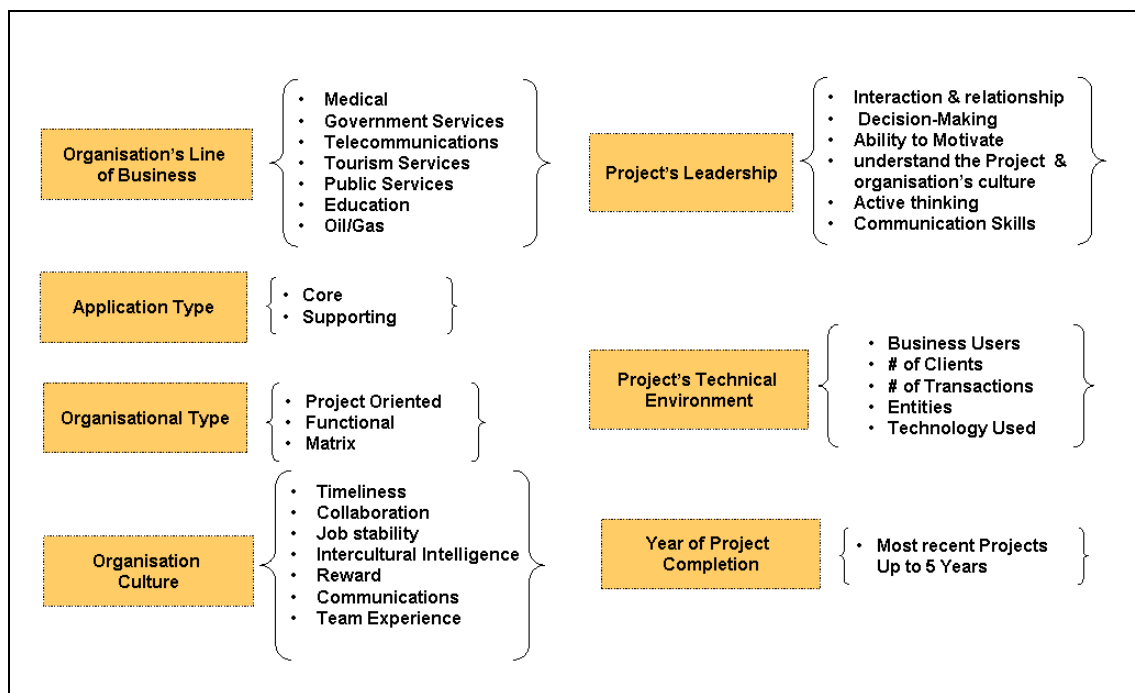 Organisation's Line
of Business
• Medical
• Government Services
• Telecommunications
• Tourism Services
• Public Services
• Education
• Oil/Gas
Application Type
• Core
• Supporting
Organisational Type
• Project Oriented
• Functional
• Matrix
Organisation
Culture
• Timeliness
• Collaboration
• Job stability
• Intercultural Intelligence
• Reward
• Communications
• Team Experience
Project's Leadership
• Interaction & relationship
• Decision-Making
• Ability to Motivate
• understand the Project &
organisation's culture
• Active thinking
• Communication Skills
Project's Technical
Environment
• Business Users
• # of Clients
• # of Transactions
• Entities
• Technology Used
Year of Project
Completion
• Most recent Projects
Up to 5 Years